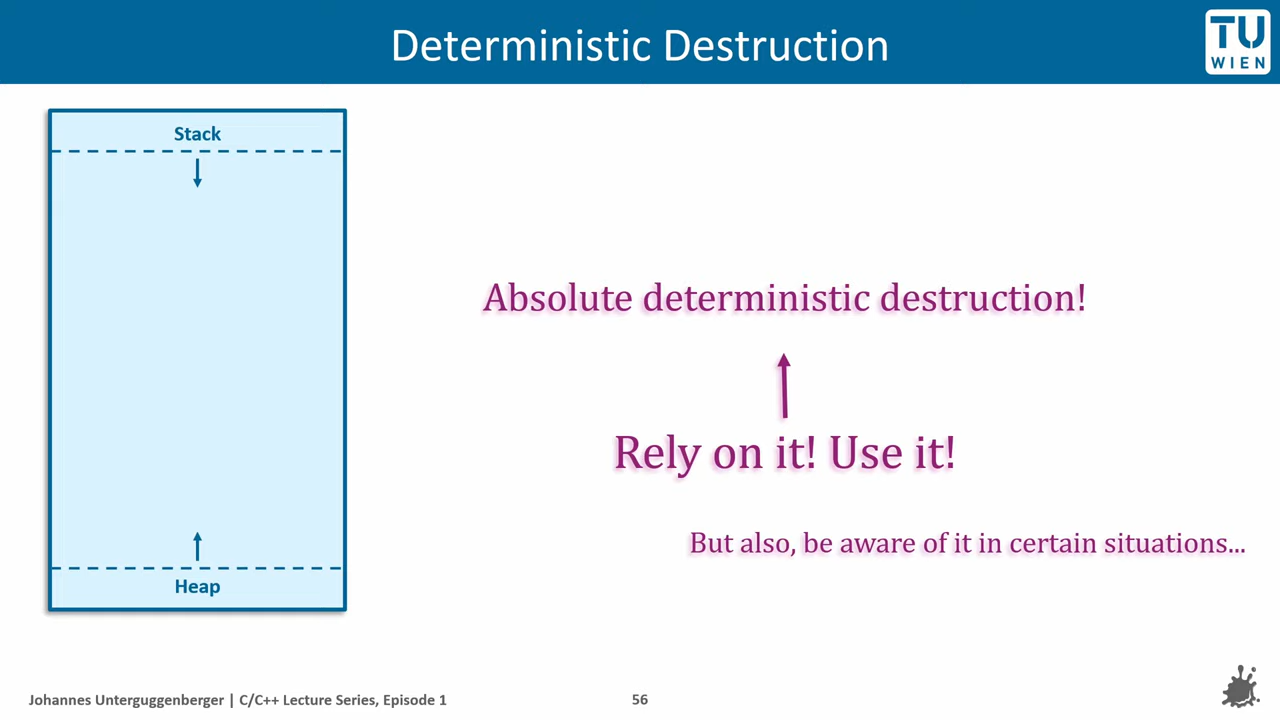 Deterministic Destruction
TU
WIEN
Stack
Absolute deterministic destruction!
Rely on it! Use it!
But also, be aware of it in certain situations...
Heap
Johannes Unterguggenberger | C/C++ Lecture Series, Episode 1
56